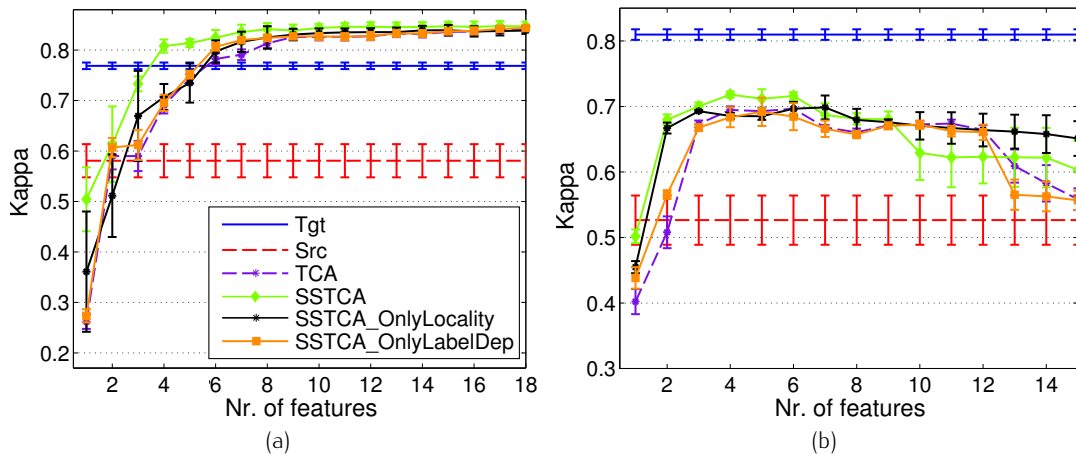 0.8
0.7
0.6
0.5
0.4
0.3
0.2
Kappa
2 4 6 8 10 12 14 16 18
Nr. of features
Tgt
Src
TCA
SSTCA
SSTCA_OnlyLocality
SSTCA_OnlyLabelDep
(a)
0.8
0.7
0.6
0.5
0.4
0.3
Kappa
2 4 6 8 10 12 14
Nr. of features
(b)